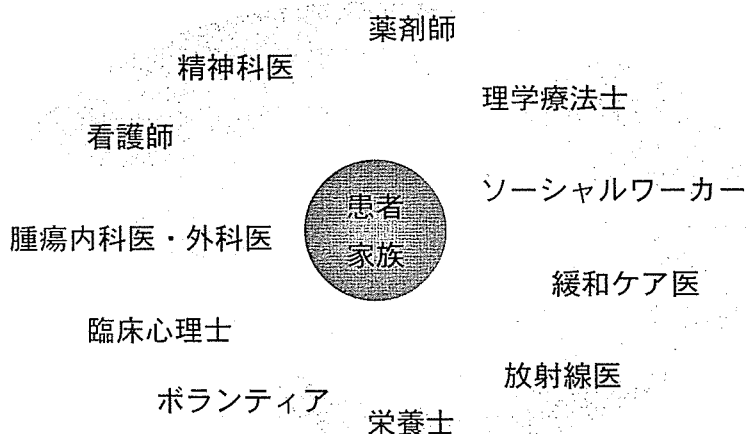 薬剤師
精神科医
理学療法士
看護師
ソーシャルワーカー
患者
家族
腫瘍内科医・外科医
緩和ケア医
臨床心理士
放射線医
ボランティア
栄養士